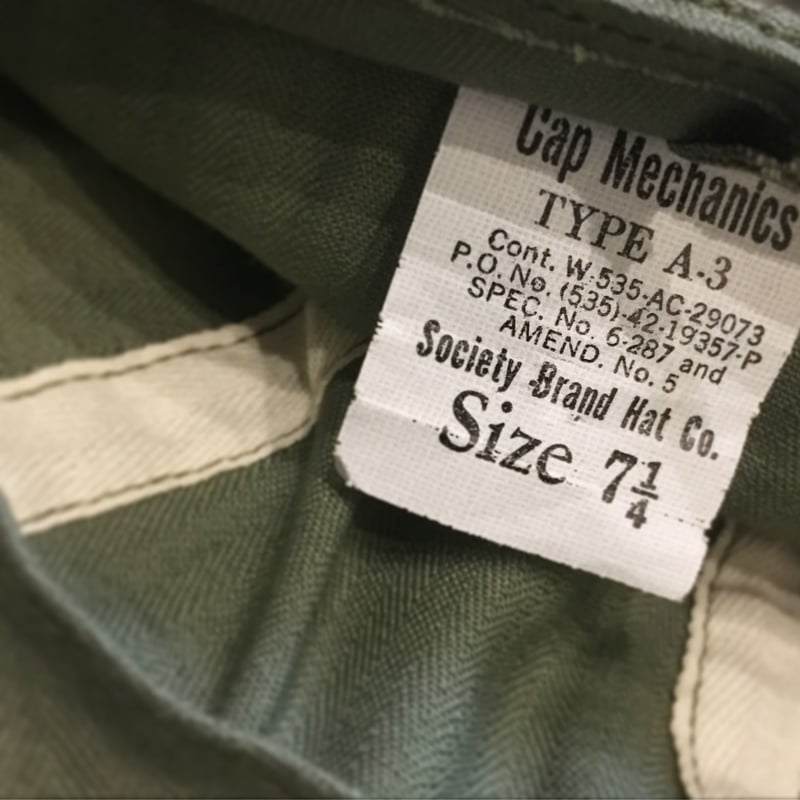 Cap Mechanics
TYPE A-3
Cont. W-535-AC-29073
P.O. No. (535)-42-19357-P
SPEC. No. 6-287 and
AMEND. No. 5
Society Brand Hat Co.
Size 7 1/4